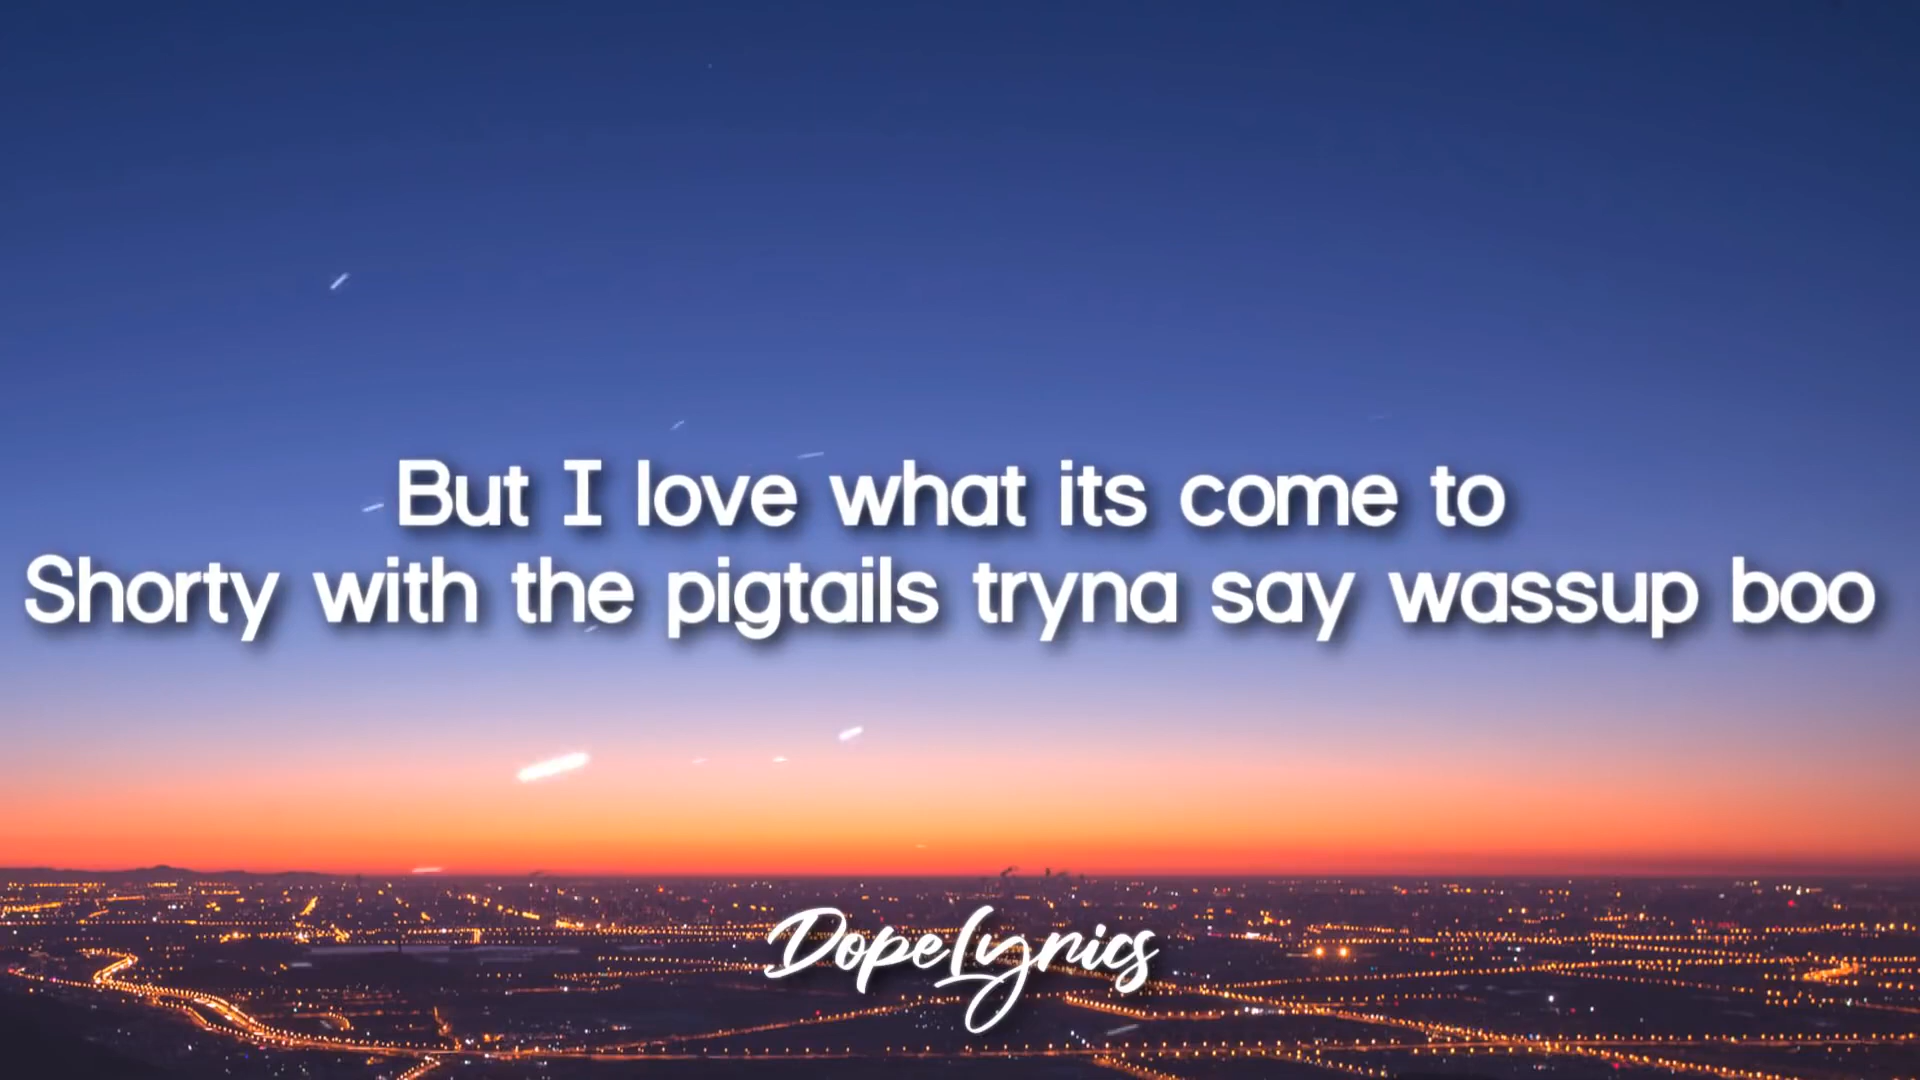 But I love what its come to
Shorty with the pigtails tryna say wassup boo
DopeLyrics